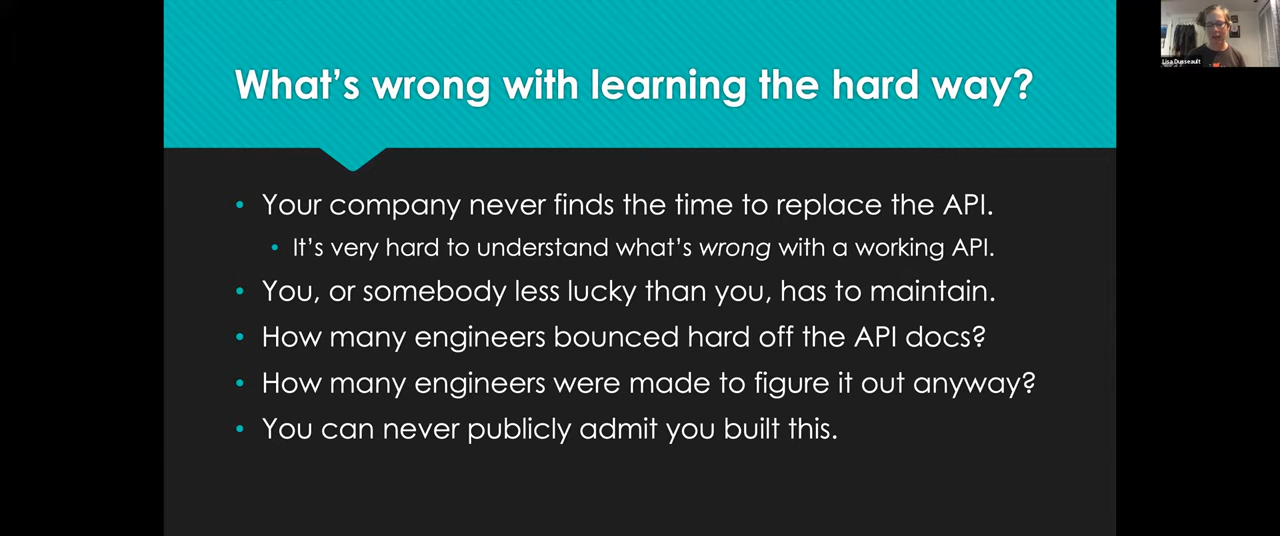 What's wrong with learning the hard way?
Lisa Dusseault
• Your company never finds the time to replace the API.
• It's very hard to understand what's wrong with a working API.
• You, or somebody less lucky than you, has to maintain.
• How many engineers bounced hard off the API docs?
• How many engineers were made to figure it out anyway?
• You can never publicly admit you built this.